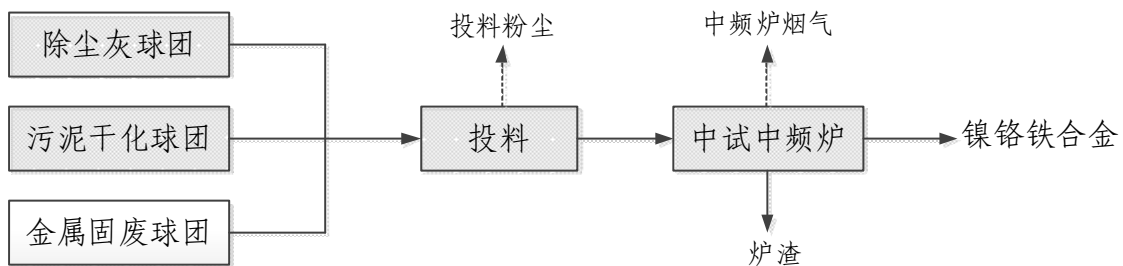 除尘灰球团
污泥干化球团
金属固废球团
投料粉尘
投料
中频炉烟气
中试中频炉
炉渣
镍铬铁合金